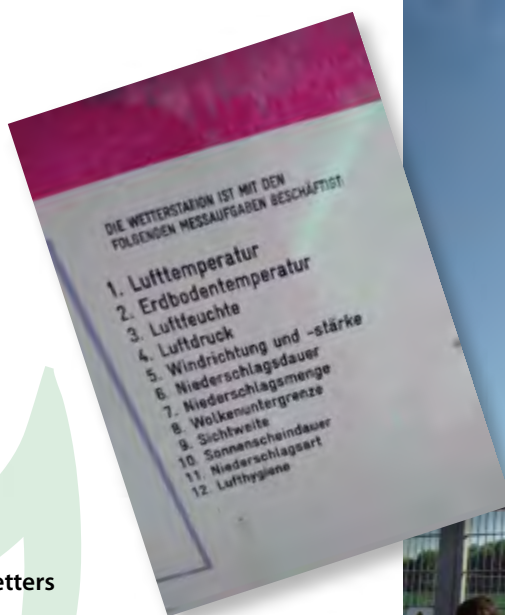 DIE WETTERSTATION IST MIT DEN
FOLGENDEN MESSAUFGABEN BESCHÄFTIGT:
1. Lufttemperatur
2. Erdbodentemperatur
3. Luftfeuchte
4. Luftdruck
5. Windrichtung und -stärke
6. Niederschlagsdauer
7. Niederschlagsmenge
8. Wolkenuntergrenze
9. Sichtweite
10. Sonnenscheindauer
11. Niederschlagsart
12. Lufthygiene
etters